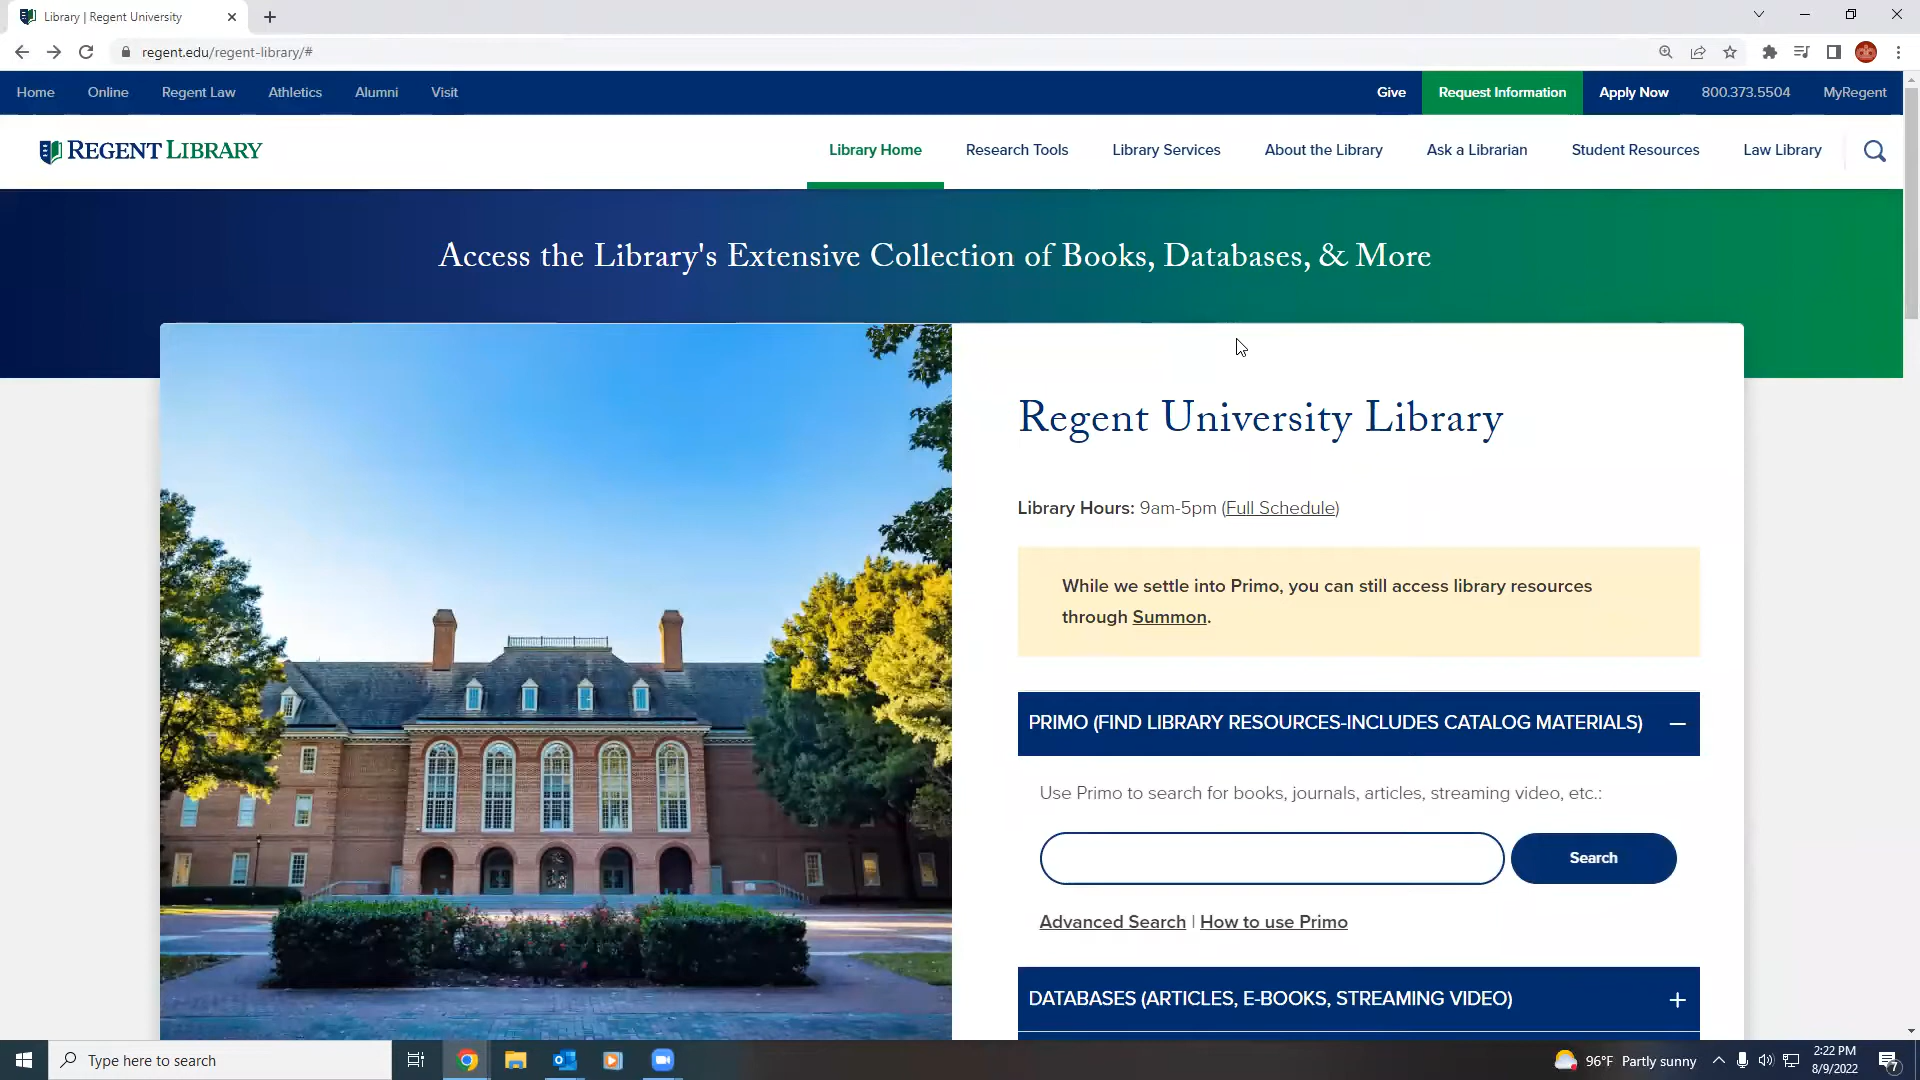 Library | Regent University
regent.edu/regent-library/#
Home Online Regent Law Athletics Alumni Visit Give Request Information Apply Now 800.373.5504 MyRegent
REGENT LIBRARY Library Home Research Tools Library Services About the Library Ask a Librarian Student Resources Law Library
Access the Library's Extensive Collection of Books, Databases, & More
Regent University Library
Library Hours: 9am-5pm (Full Schedule)
While we settle into Primo, you can still access library resources
through Summon.
PRIMO (FIND LIBRARY RESOURCES-INCLUDES CATALOG MATERIALS)
Use Primo to search for books, journals, articles, streaming video, etc.:
Search
Advanced Search | How to use Primo
DATABASES (ARTICLES, E-BOOKS, STREAMING VIDEO)
Type here to search 96°F Partly sunny 2:22 PM
8/9/2022 7